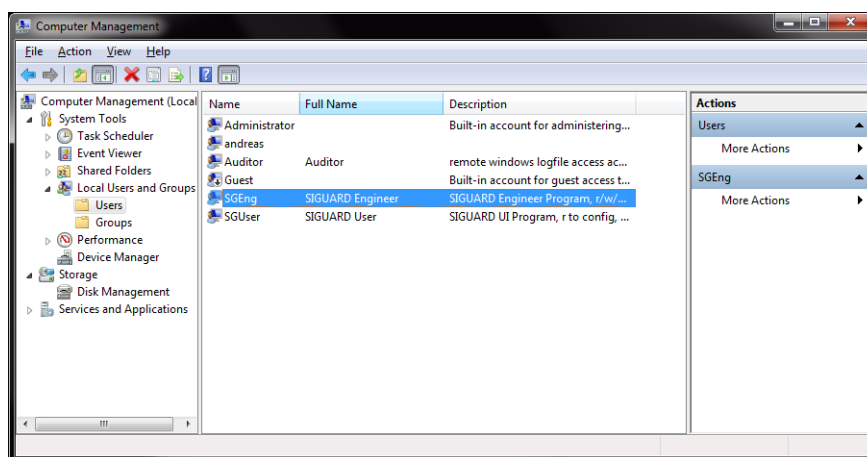 Computer Management
File Action View Help
Computer Management (Local
System Tools
Task Scheduler
Event Viewer
Shared Folders
Local Users and Groups
Users
Groups
Performance
Device Manager
Storage
Disk Management
Services and Applications
Name Full Name Description
Administrator Built-in account for administering...
andreas
Auditor Auditor remote windows logfile access ac...
Guest Built-in account for guest access t...
SGEng SIGUARD Engineer SIGUARD Engineer Program, r/w/...
SGUser SIGUARD User SIGUARD UI Program, r to config, ...
Actions
Users
More Actions
SGEng
More Actions